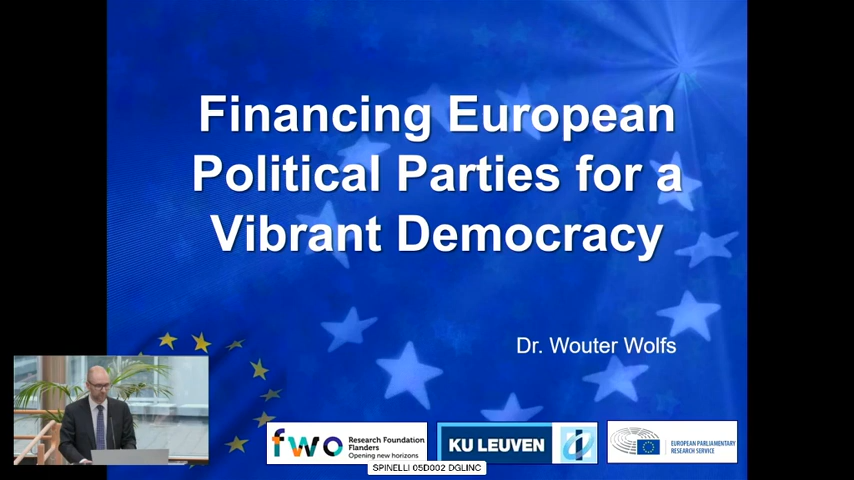 Financing European
Political Parties for a
Vibrant Democracy
Dr. Wouter Wolfs
fwo
Research Foundation
Flanders
Opening new horizons
KU LEUVEN
EUROPEAN PARLIAMENTARY
RESEARCH SERVICE
SPINELLI 05D002 DGLINC